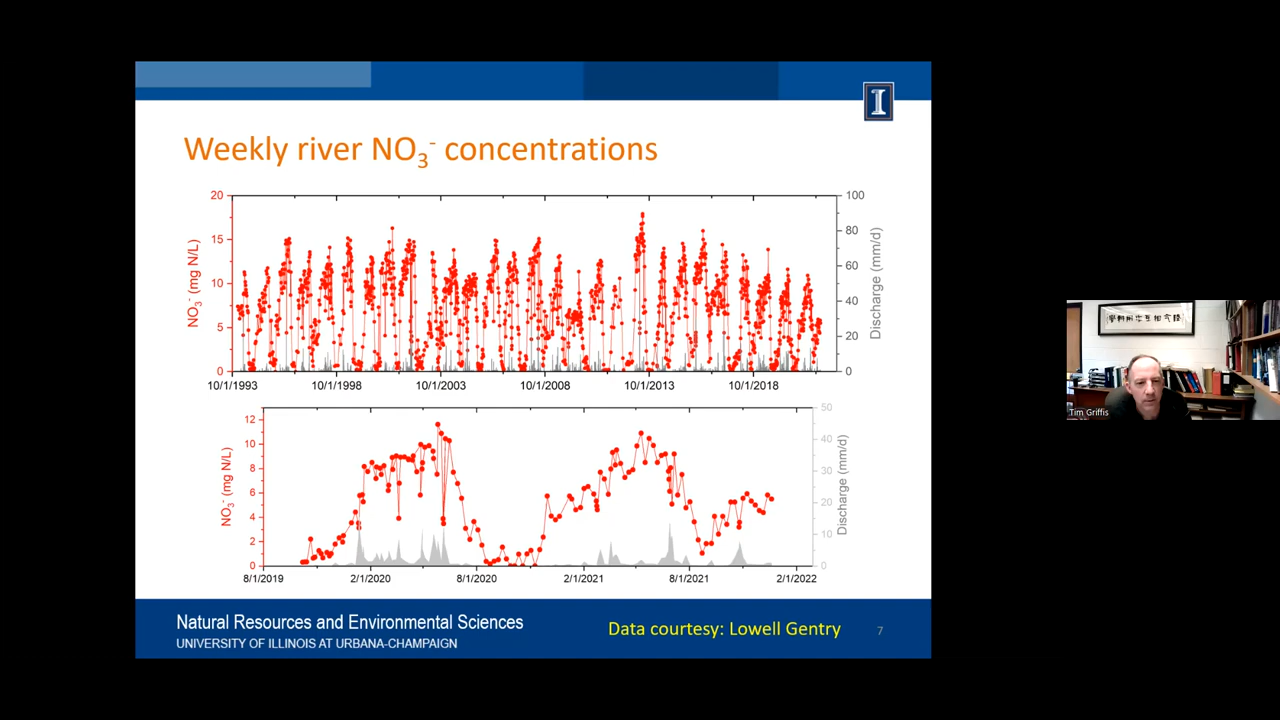 I
Weekly river NO3- concentrations
20
15
10
5
0
NO3- (mg N/L)
100
80
60
40
20
0
Discharge (mm/d)
10/1/1993 10/1/1998 10/1/2003 10/1/2008 10/1/2013 10/1/2018
12
10
8
6
4
2
0
NO3- (mg N/L)
50
40
30
20
10
0
Discharge (mm/d)
8/1/2019 2/1/2020 8/1/2020 2/1/2021 8/1/2021 2/1/2022
Natural Resources and Environmental Sciences
UNIVERSITY OF ILLINOIS AT URBANA-CHAMPAIGN
Data courtesy: Lowell Gentry
7
Tim Griffis